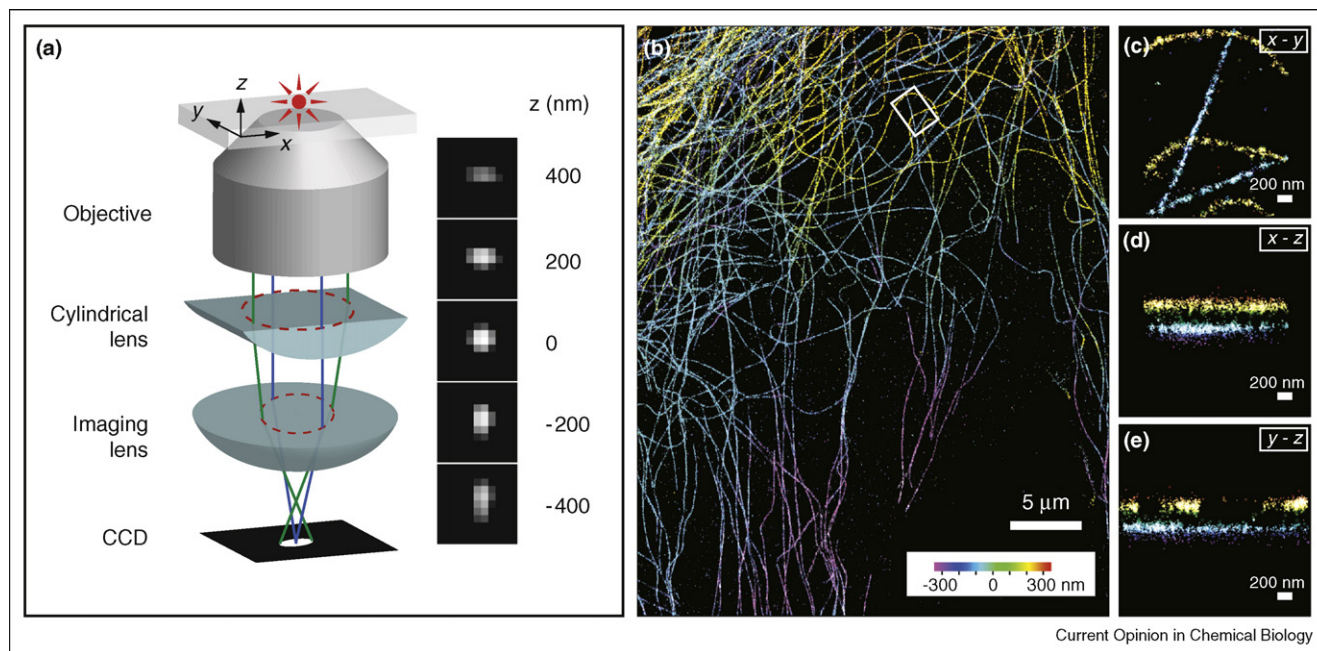 (a)
z
y
x
z (nm)
400
Objective
200
Cylindrical
lens
0
Imaging
lens
-200
CCD
-400
(b)
5 μm
-300 0 300 nm
(c)
x - y
200 nm
(d)
x - z
200 nm
(e)
y - z
200 nm
Current Opinion in Chemical Biology